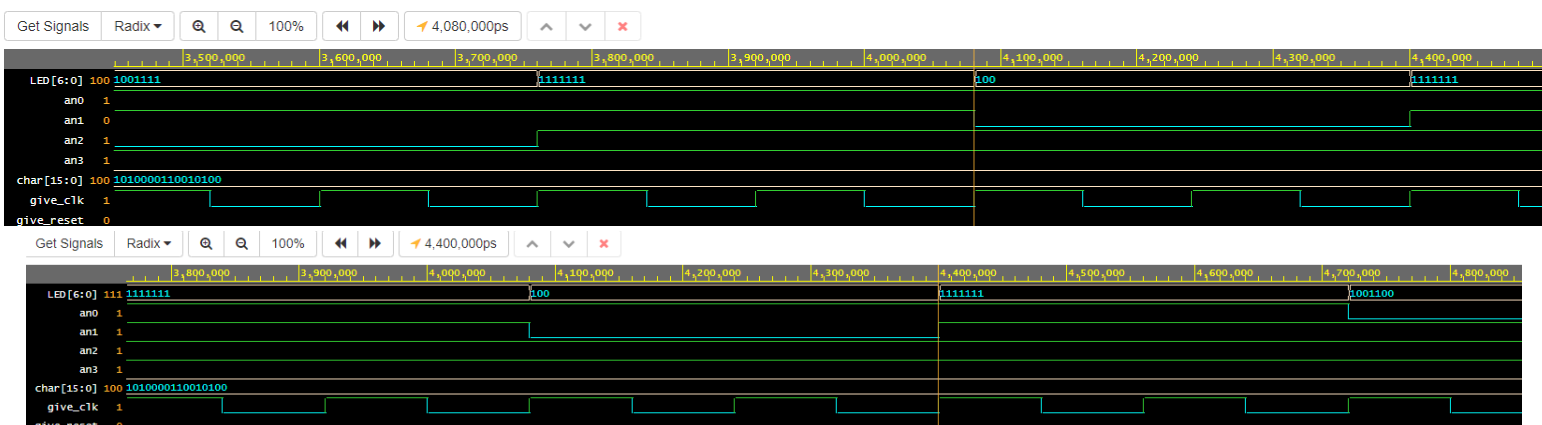 Get Signals Radix 100% 4,080,000ps
3,500,000 3,600,000 3,700,000 3,800,000 3,900,000 4,000,000 4,100,000 4,200,000 4,300,000 4,400,000
LED[6:0] 100 1001111 1111111 100 1111111
an0 1
an1 0
an2 1
an3 1
char[15:0] 100 1010000110010100
give_clk 1
give_reset 0
Get Signals Radix 100% 4,400,000ps
3,800,000 3,900,000 4,000,000 4,100,000 4,200,000 4,300,000 4,400,000 4,500,000 4,600,000 4,700,000 4,800,000
LED[6:0] 111 1111111 100 1111111 1001100
an0 1
an1 1
an2 1
an3 1
char[15:0] 100 1010000110010100
give_clk 1